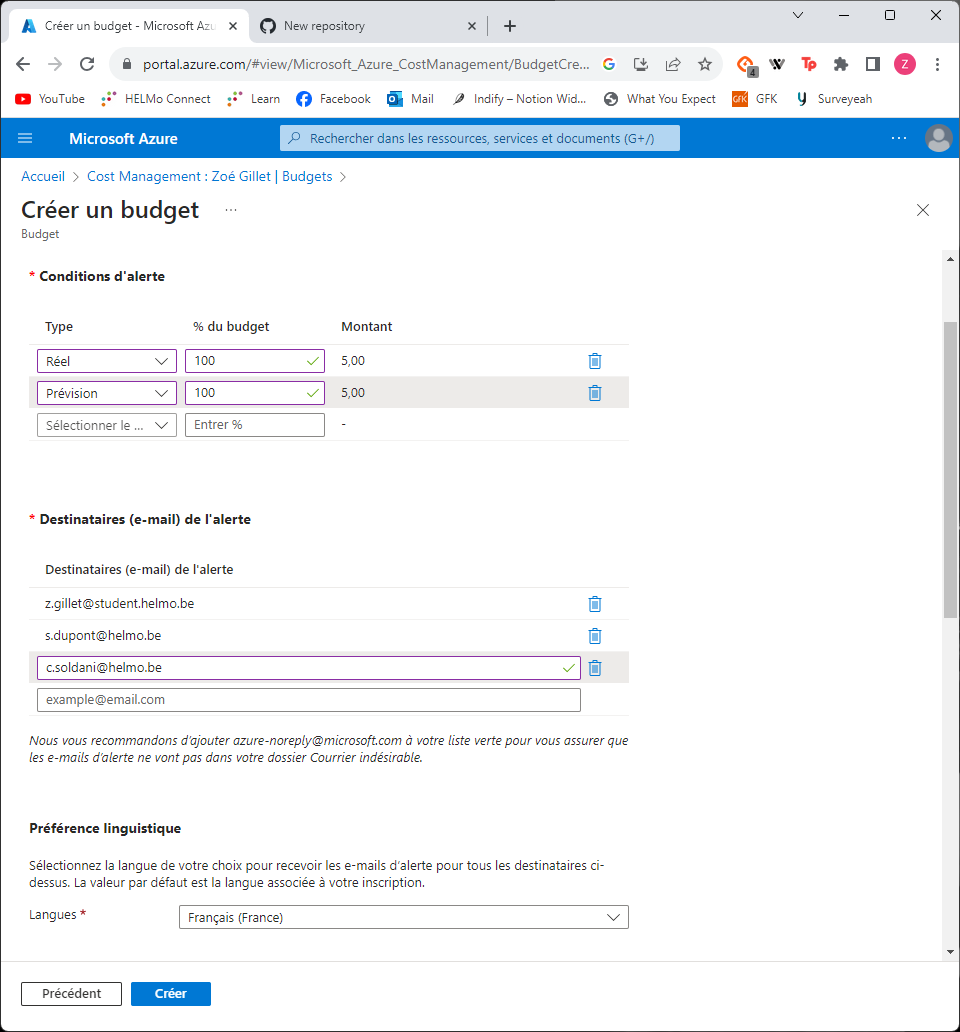 Créer un budget - Microsoft Azu
New repository
portal.azure.com/#view/Microsoft_Azure_CostManagement/BudgetCre...
4
W
Tp
Z
YouTube
HELMo Connect
Learn
Facebook
Mail
Indify – Notion Wid...
What You Expect
GFK
GFK
Surveyeah
Microsoft Azure
Rechercher dans les ressources, services et documents (G+/)
...
Accueil > Cost Management : Zoé Gillet | Budgets >
Créer un budget ...
Budget
* Conditions d'alerte
Type % du budget Montant
Réel 100 5,00
Prévision 100 5,00
Sélectionner le ... Entrer % -
* Destinataires (e-mail) de l'alerte
Destinataires (e-mail) de l'alerte
z.gillet@student.helmo.be
s.dupont@helmo.be
c.soldani@helmo.be
example@email.com
Nous vous recommandons d'ajouter azure-noreply@microsoft.com à votre liste verte pour vous assurer que
les e-mails d'alerte ne vont pas dans votre dossier Courrier indésirable.
Préférence linguistique
Sélectionnez la langue de votre choix pour recevoir les e-mails d'alerte pour tous les destinataires ci-
dessus. La valeur par défaut est la langue associée à votre inscription.
Langues * Français (France)
Précédent Créer